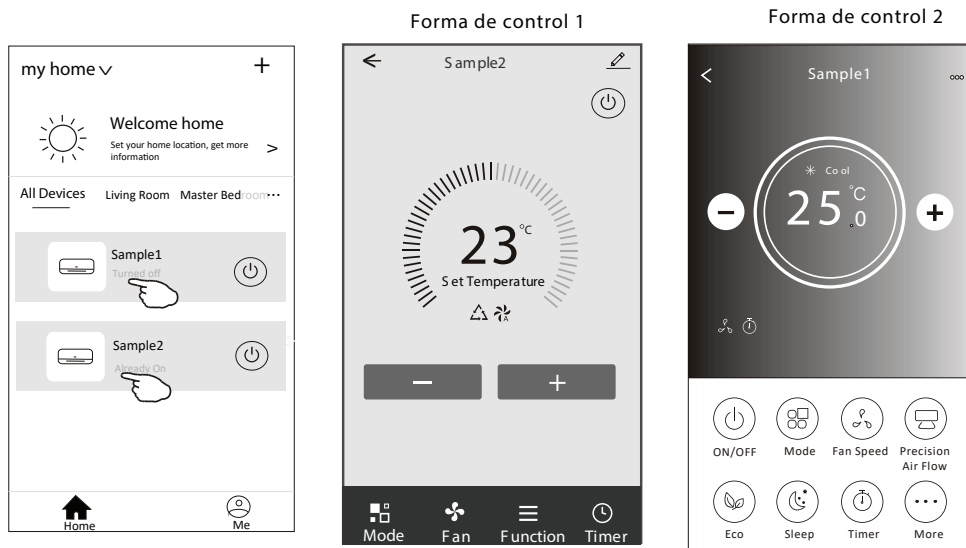 Forma de control 1
Forma de control 2
my home
+
Welcome home
Set your home location, get more
information
>
All Devices
Living Room
Master Bedroom...
Sample1
Turned off
Sample2
Already On
Home
Me
Sample2
23°C
Set Temperature
A
—
+
Mode
Fan
Function
Timer
<
Sample1
Cool
25.0°C
−
+
ON/OFF
Mode
Fan Speed
Precision
Air Flow
Eco
Sleep
Timer
More